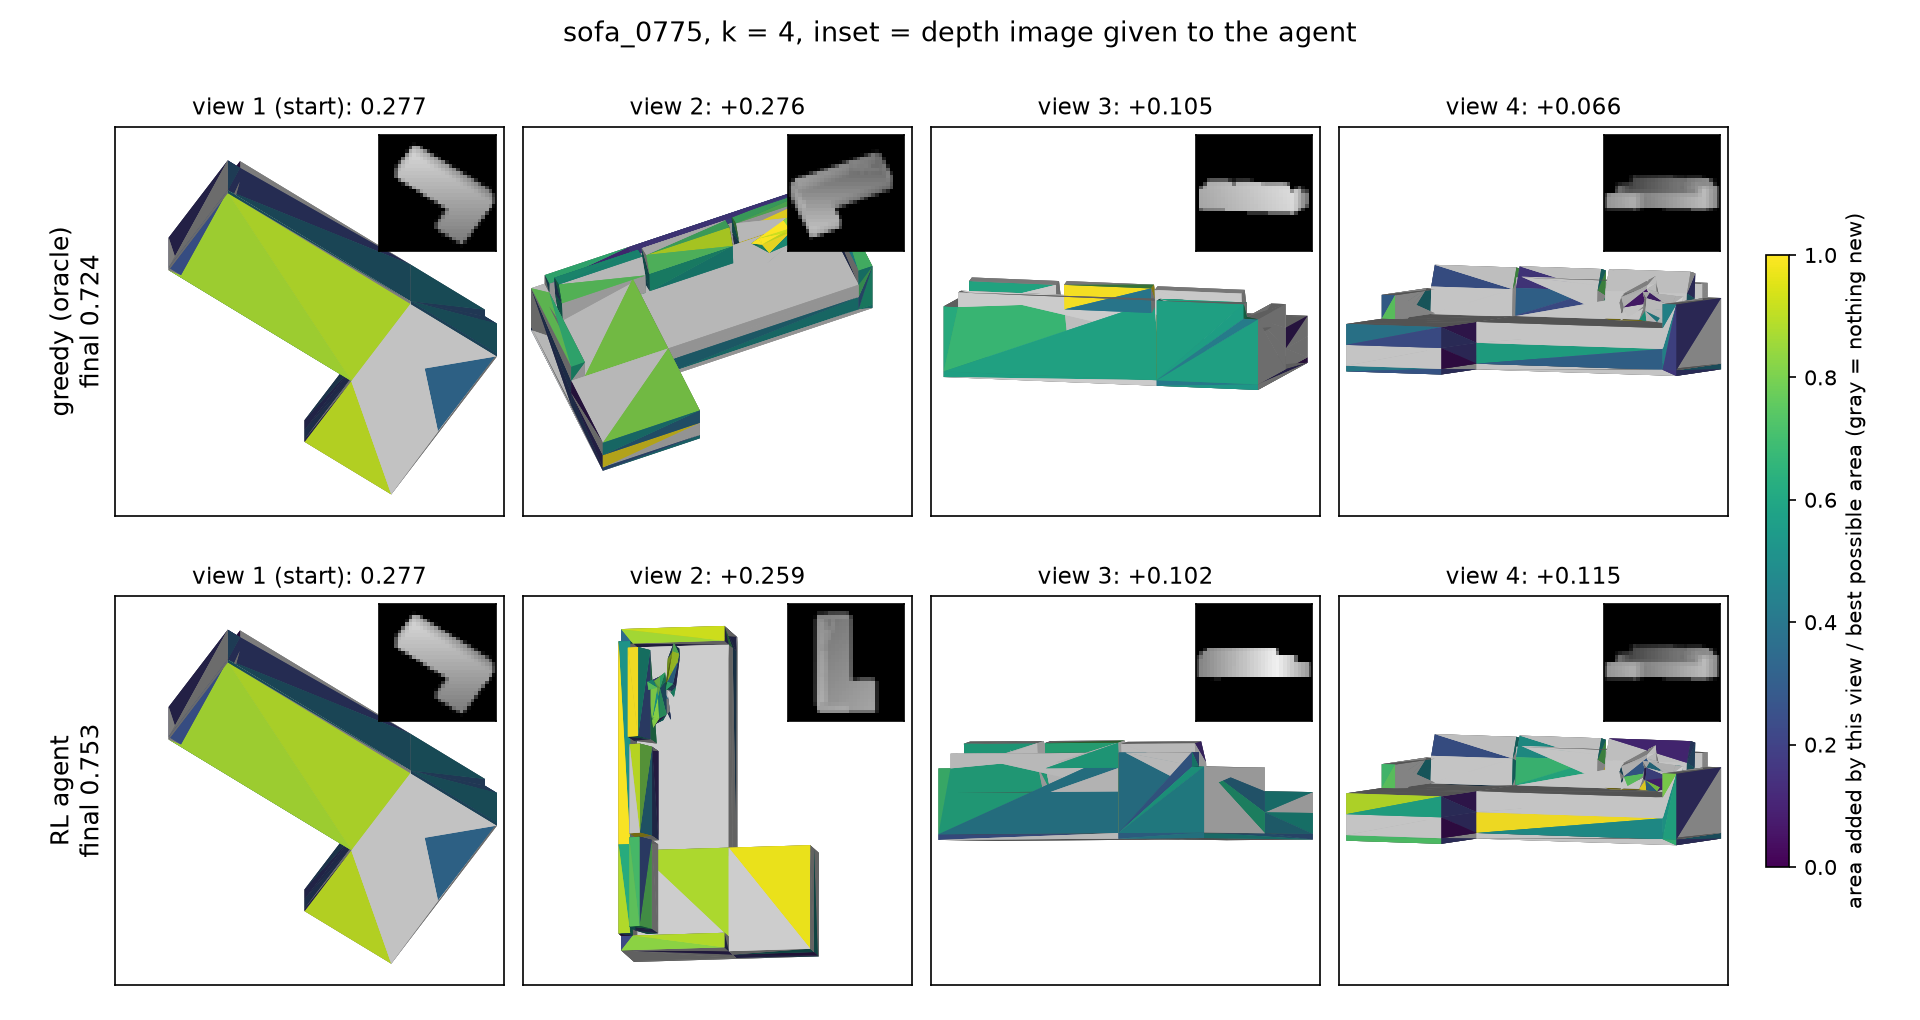 sofa_0775, k = 4, inset = depth image given to the agent
view 1 (start): 0.277
view 2: +0.276
view 3: +0.105
view 4: +0.066
greedy (oracle)
final 0.724
view 1 (start): 0.277
view 2: +0.259
view 3: +0.102
view 4: +0.115
RL agent
final 0.753
1.0
0.8
0.6
0.4
0.2
0.0
area added by this view / best possible area (gray = nothing new)